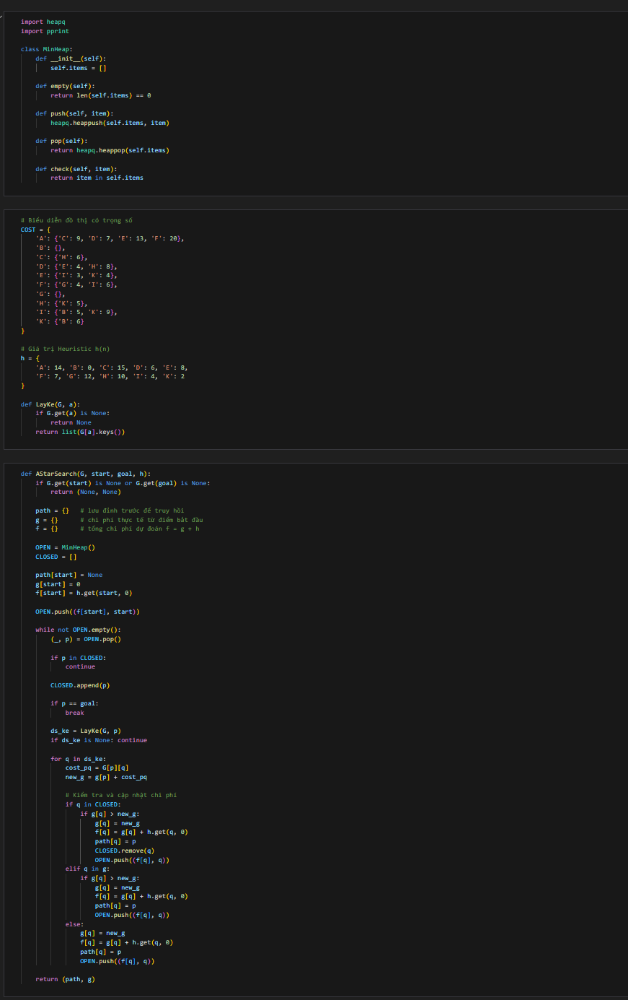 import heapq
import pprint
class MinHeap:
    def __init__(self):
        self.items = []
    def empty(self):
        return len(self.items) == 0
    def push(self, item):
        heapq.heappush(self.items, item)
    def pop(self):
        return heapq.heappop(self.items)
    def check(self, item):
        return item in self.items
# Biểu diễn đồ thị có trọng số
COST = {
    'A': {'C': 9, 'D': 7, 'E': 13, 'F': 20},
    'B': {},
    'C': {'H': 6},
    'D': {'E': 4, 'H': 8},
    'E': {'I': 3, 'K': 4},
    'F': {'G': 4, 'I': 6},
    'G': {},
    'H': {'K': 5},
    'I': {'B': 5, 'K': 9},
    'K': {'B': 6}
}
# Giá trị Heuristic h(n)
h = {
    'A': 14, 'B': 0, 'C': 15, 'D': 6, 'E': 8,
    'F': 7, 'G': 12, 'H': 10, 'I': 4, 'K': 2
}
def LayKe(G, a):
    if G.get(a) is None:
        return None
    return list(G[a].keys())
def AStarSearch(G, start, goal, h):
    if G.get(start) is None or G.get(goal) is None:
        return (None, None)
    path = {}   # lưu đỉnh trước để truy hồi
    g = {}      # chi phí thực tế từ điểm bắt đầu
    f = {}      # tổng chi phí dự đoán f = g + h
    OPEN = MinHeap()
    CLOSED = []
    path[start] = None
    g[start] = 0
    f[start] = h.get(start, 0)
    OPEN.push((f[start], start))
    while not OPEN.empty():
        (_, p) = OPEN.pop()
        if p in CLOSED:
            continue
        CLOSED.append(p)
        if p == goal:
            break
        ds_ke = LayKe(G, p)
        if ds_ke is None: continue
        for q in ds_ke:
            cost_pq = G[p][q]
            new_g = g[p] + cost_pq
            # Kiểm tra và cập nhật chi phí
            if q in CLOSED:
                if g[q] > new_g:
                    g[q] = new_g
                    f[q] = g[q] + h.get(q, 0)
                    path[q] = p
                    CLOSED.remove(q)
                    OPEN.push((f[q], q))
            elif q in g:
                if g[q] > new_g:
                    g[q] = new_g
                    f[q] = g[q] + h.get(q, 0)
                    path[q] = p
                    OPEN.push((f[q], q))
            else:
                g[q] = new_g
                f[q] = g[q] + h.get(q, 0)
                path[q] = p
                OPEN.push((f[q], q))
    return (path, g)